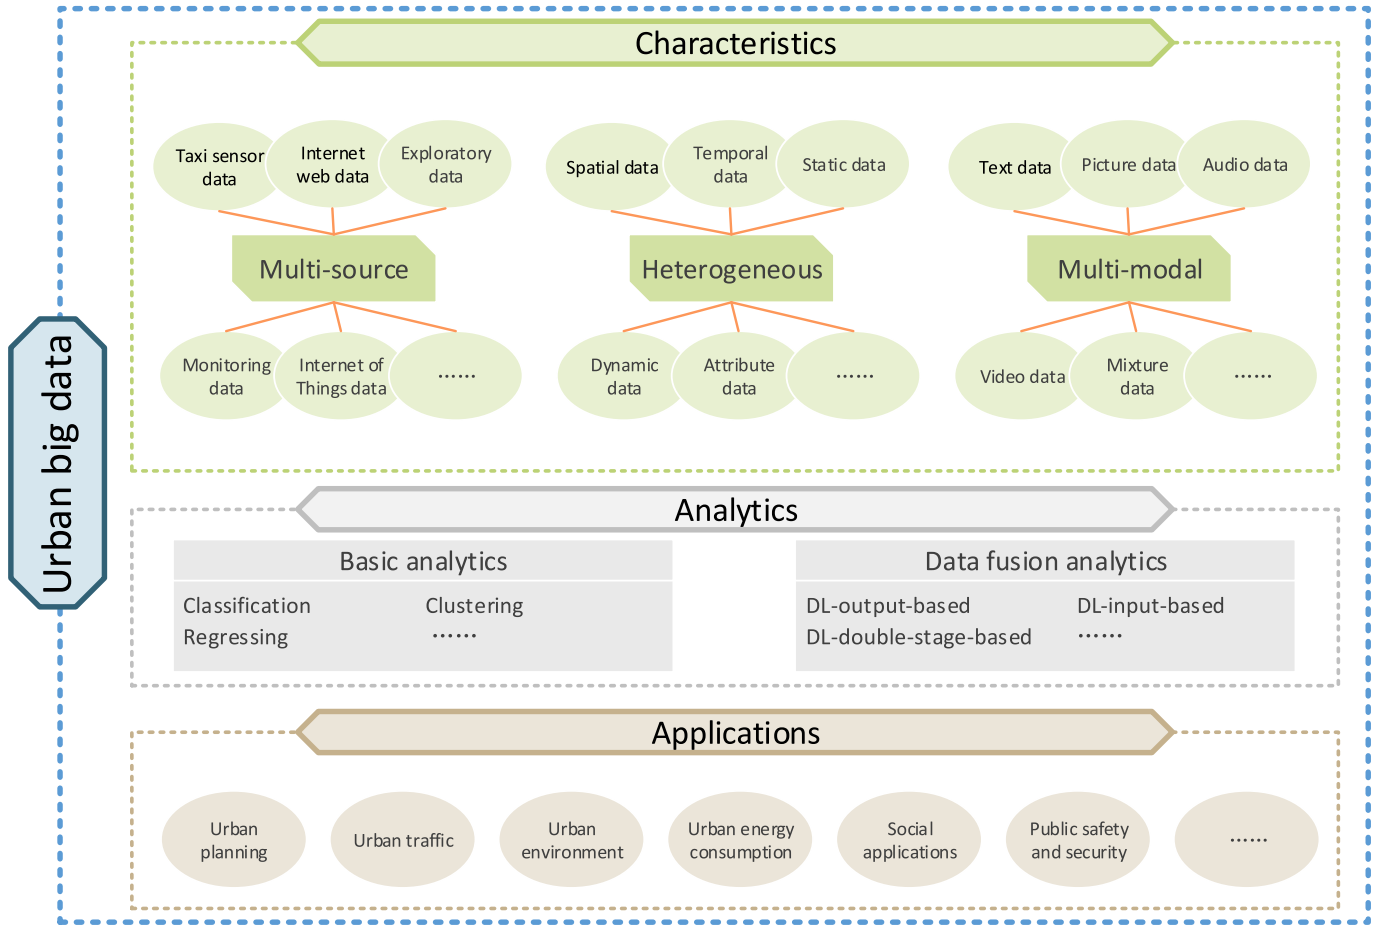 Urban big data
Characteristics
Taxi sensor
data
Internet
web data
Exploratory
data
Multi-source
Monitoring
data
Internet of
Things data
······
Spatial data
Temporal
data
Static data
Heterogeneous
Dynamic
data
Attribute
data
······
Text data
Picture data
Audio data
Multi-modal
Video data
Mixture
data
······
Analytics
Basic analytics
Classification
Clustering
Regressing
······
Data fusion analytics
DL-output-based
DL-input-based
DL-double-stage-based
······
Applications
Urban
planning
Urban traffic
Urban
environment
Urban energy
consumption
Social
applications
Public safety
and security
······